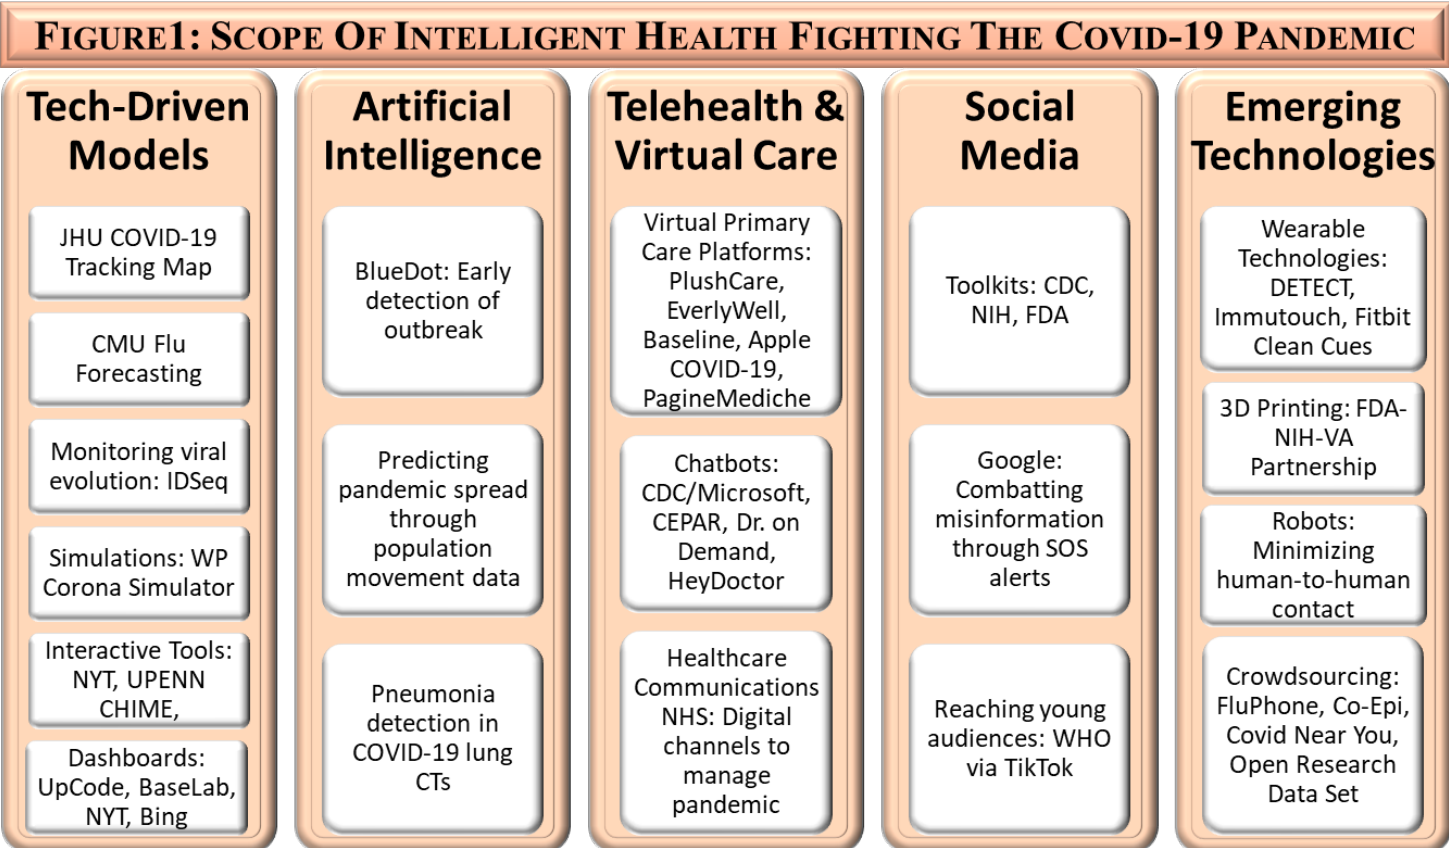 FIGURE1: SCOPE OF INTELLIGENT HEALTH FIGHTING THE COVID-19 PANDEMIC
Tech-Driven
Models
JHU COVID-19
Tracking Map
CMU Flu
Forecasting
Monitoring viral
evolution: IDSeq
Simulations: WP
Corona Simulator
Interactive Tools:
NYT, UPENN
CHIME,
Dashboards:
UpCode, BaseLab,
NYT, Bing
Artificial
Intelligence
BlueDot: Early
detection of
outbreak
Predicting
pandemic spread
through
population
movement data
Pneumonia
detection in
COVID-19 lung
CTs
Telehealth &
Virtual Care
Virtual Primary
Care Platforms:
PlushCare,
EverlyWell,
Baseline, Apple
COVID-19,
PagineMediche
Chatbots:
CDC/Microsoft,
CEPAR, Dr. on
Demand,
HeyDoctor
Healthcare
Communications
NHS: Digital
channels to
manage
pandemic
Social
Media
Toolkits: CDC,
NIH, FDA
Google:
Combatting
misinformation
through SOS
alerts
Reaching young
audiences: WHO
via TikTok
Emerging
Technologies
Wearable
Technologies:
DETECT,
Immutouch, Fitbit
Clean Cues
3D Printing: FDA-
NIH-VA
Partnership
Robots:
Minimizing
human-to-human
contact
Crowdsourcing:
FluPhone, Co-Epi,
Covid Near You,
Open Research
Data Set